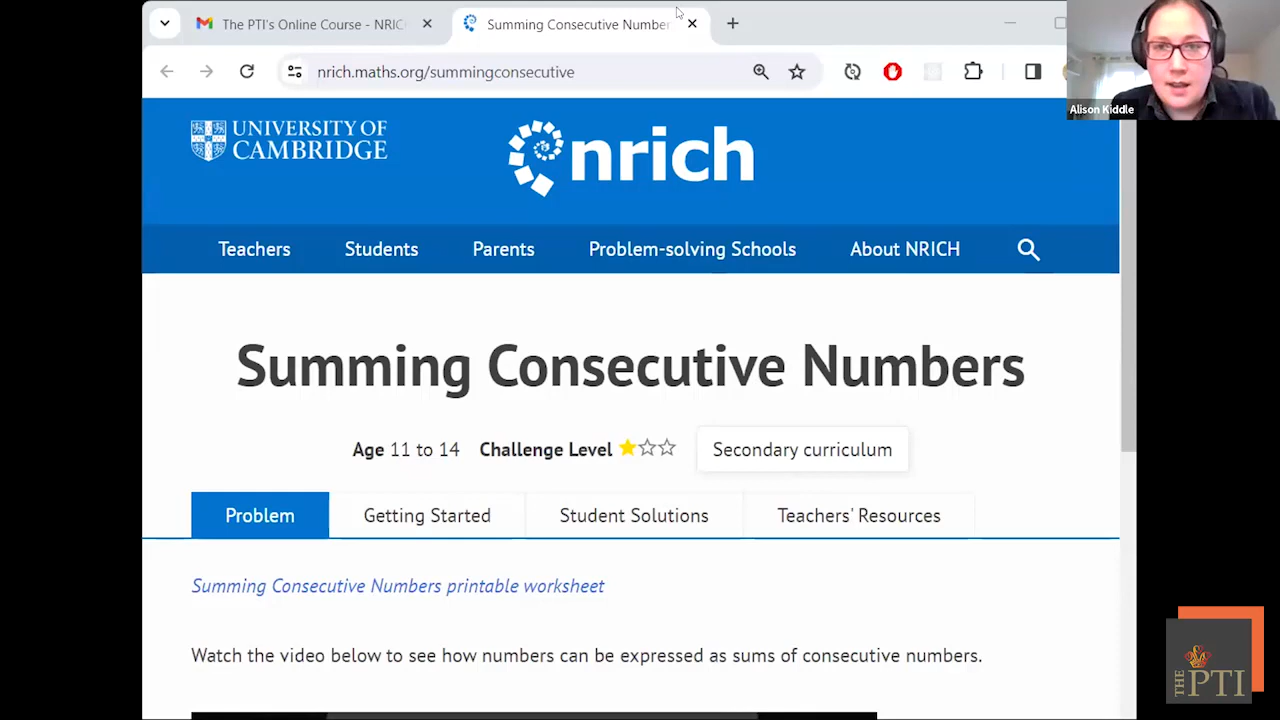 The PTI's Online Course - NRICH
Summing Consecutive Number
nrich.maths.org/summingconsecutive
Alison Kiddle
UNIVERSITY OF
CAMBRIDGE
nrich
Teachers Students Parents Problem-solving Schools About NRICH
Summing Consecutive Numbers
Age 11 to 14 Challenge Level Secondary curriculum
Problem Getting Started Student Solutions Teachers' Resources
Summing Consecutive Numbers printable worksheet
Watch the video below to see how numbers can be expressed as sums of consecutive numbers.
THE PTI